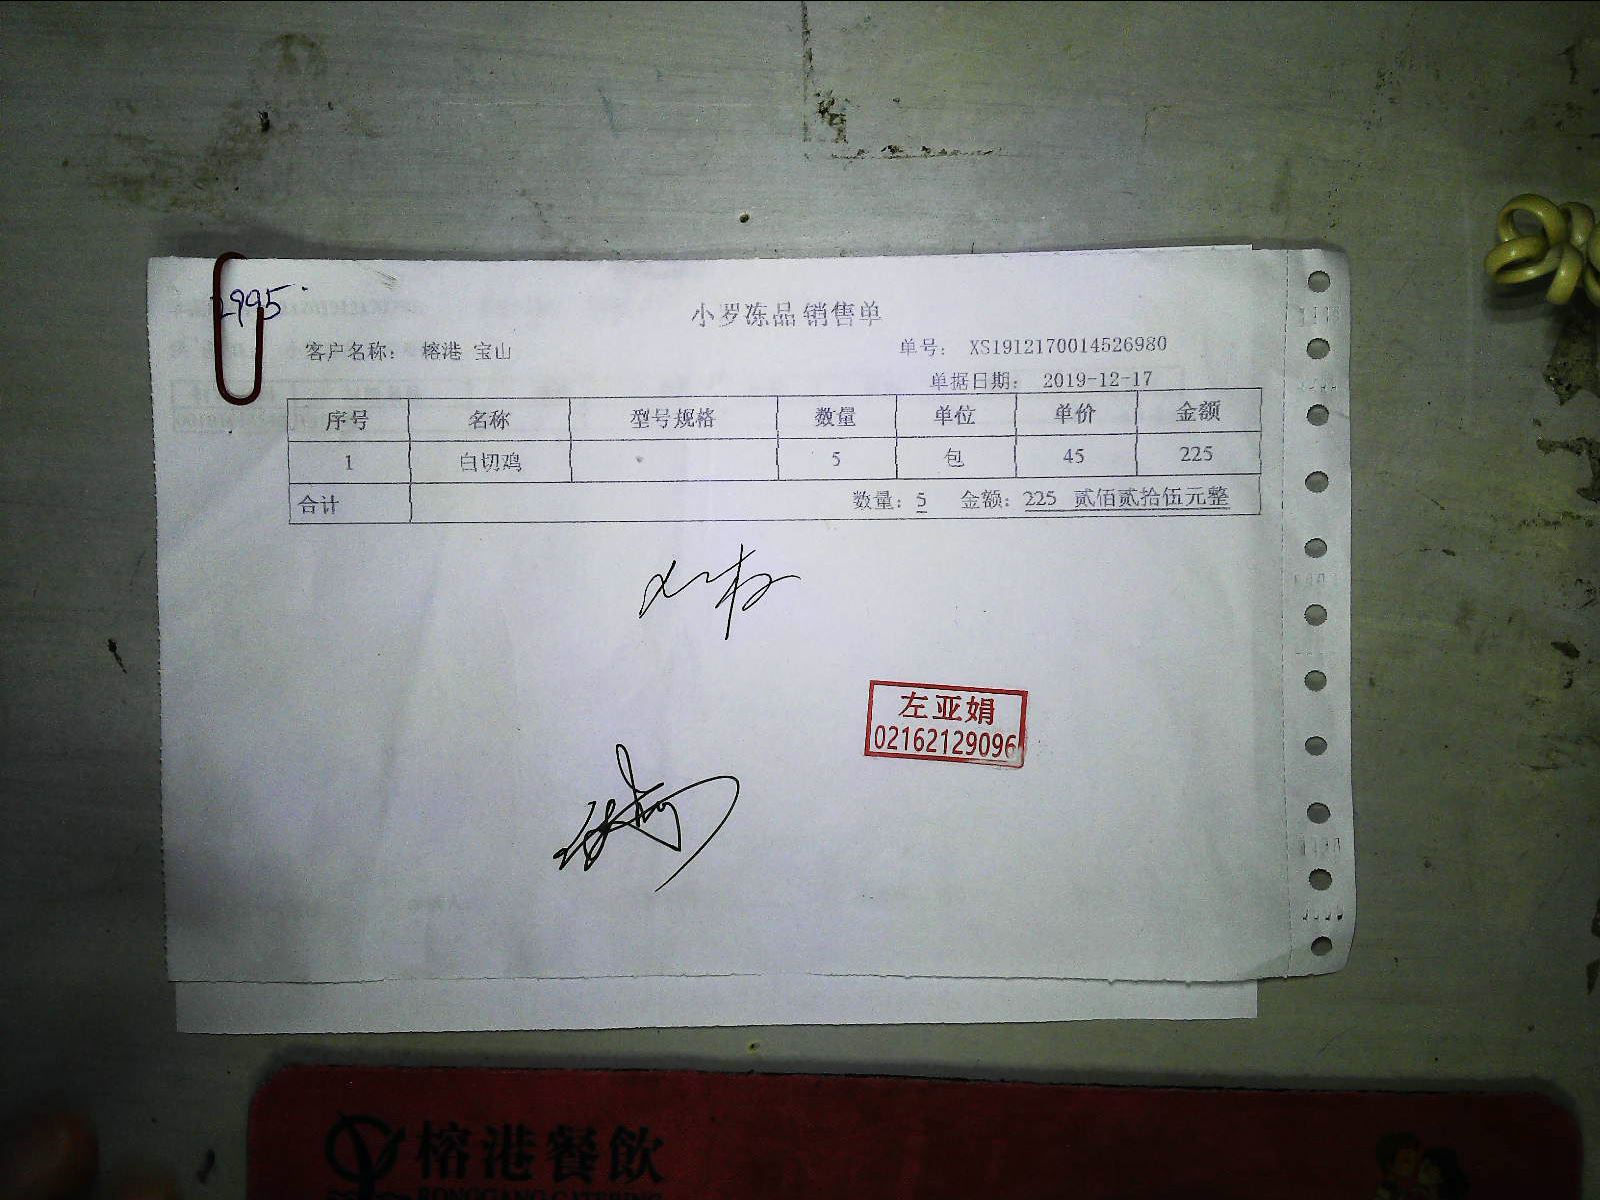 2995
小罗冻品 销售单
客户名称： 榕港 宝山 单号： XS1912170014526980
单据日期： 2019-12-17
序号 名称 型号规格 数量 单位 单价 金额
1 白切鸡 5 包 45 225
合计 数量：5 金额：225 贰佰贰拾伍元整
左亚娟
02162129096
榕港餐飲
RONGGANG CATERING